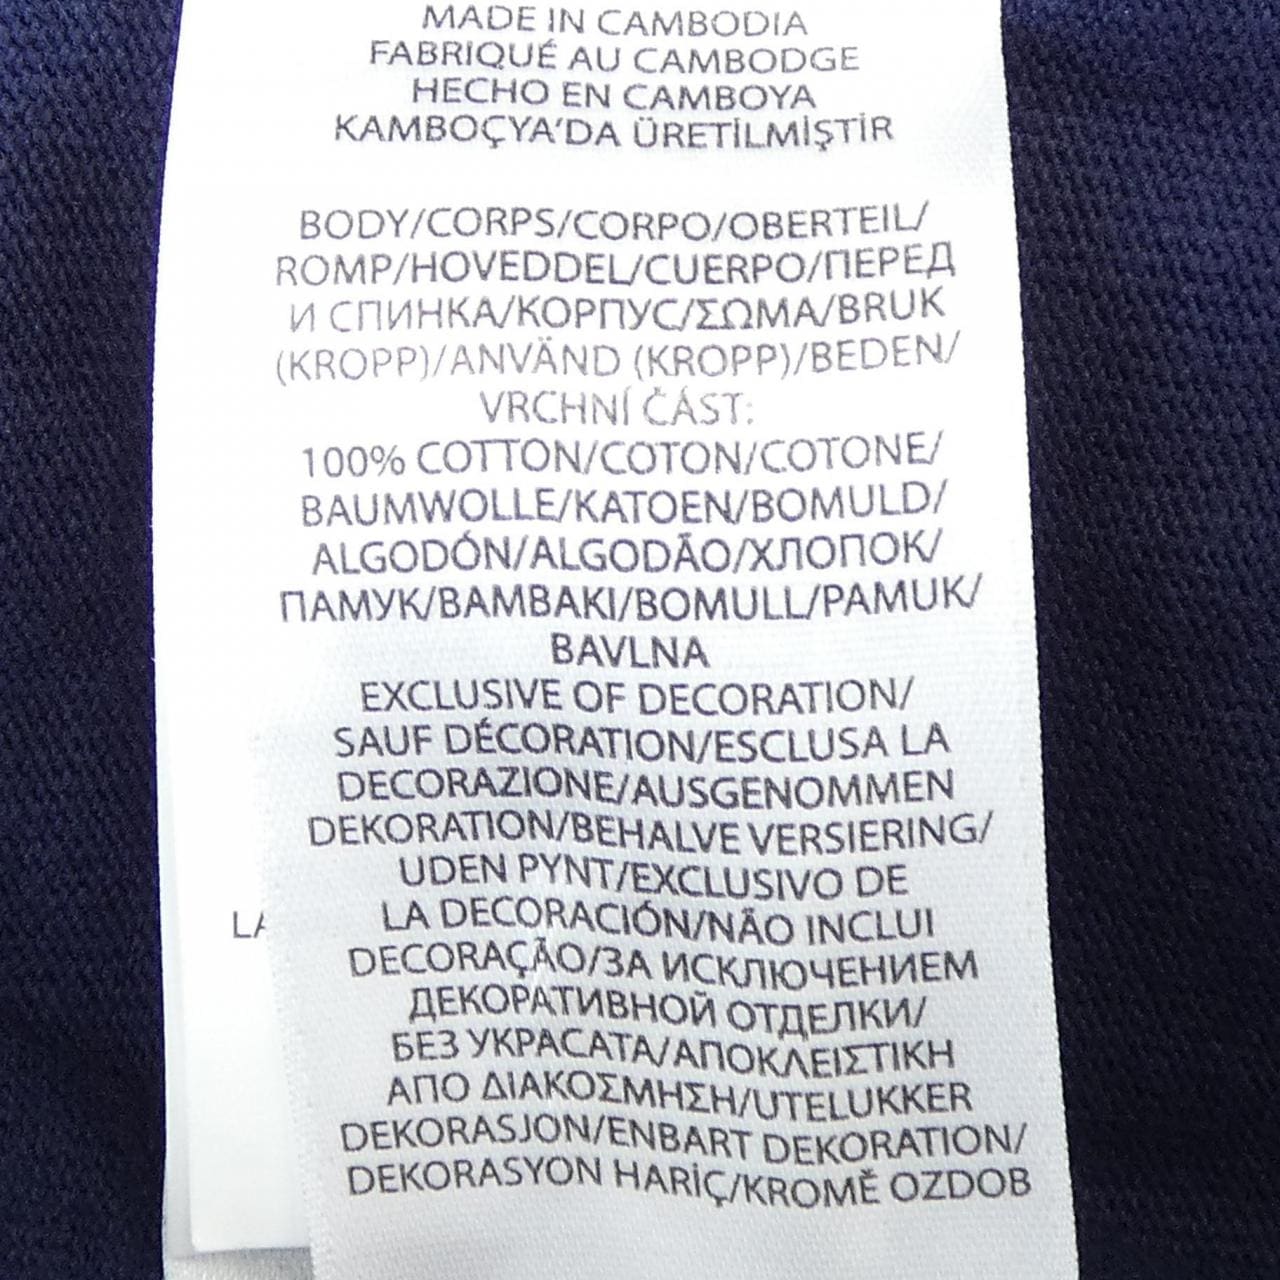 MADE IN CAMBODIA
FABRIQUÉ AU CAMBODGE
HECHO EN CAMBOYA
KAMBOÇYA'DA ÜRETİLMİŞTİR
BODY/CORPS/CORPO/OBERTEIL/
ROMP/HOVEDDEL/CUERPO/ПЕРЕД
И СПИНКА/КОРПУС/ΣΩΜΑ/BRUK
(KROPP)/ANVÄND (KROPP)/BEDEN/
VRCHNÍ ČÁST:
100% COTTON/COTON/COTONE/
BAUMWOLLE/KATOEN/BOMULD/
ALGODÓN/ALGODÃO/ХЛОПОК/
ПАМУК/BAMBAKI/BOMULL/PAMUK/
BAVLNA
EXCLUSIVE OF DECORATION/
SAUF DÉCORATION/ESCLUSA LA
DECORAZIONE/AUSGENOMMEN
DEKORATION/BEHALVE VERSIERING/
UDEN PYNT/EXCLUSIVO DE
LA DECORACIÓN/NÃO INCLUI
DECORAÇÃO/ЗА ИСКЛЮЧЕНИЕМ
ДЕКОРАТИВНОЙ ОТДЕЛКИ/
БЕЗ УКРАСАТА/ΑΠΟΚΛΕΙΣΤΙΚΗ
ΑΠΟ ΔΙΑΚΟΣΜΗΣΗ/UTELUKKER
DEKORASJON/ENBART DEKORATION/
DEKORASYON HARİÇ/KROMĚ OZDOB